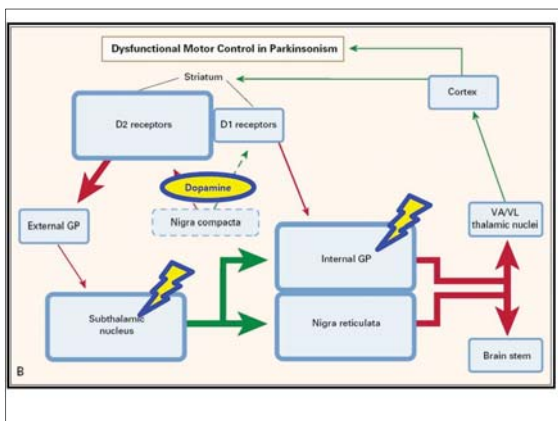 Dysfunctional Motor Control in Parkinsonism
Striatum
Cortex
D2 receptors
D1 receptors
Dopamine
Nigra compacta
External GP
VA/VL
thalamic nuclei
Internal GP
Subthalamic
nucleus
Nigra reticulata
Brain stem
B